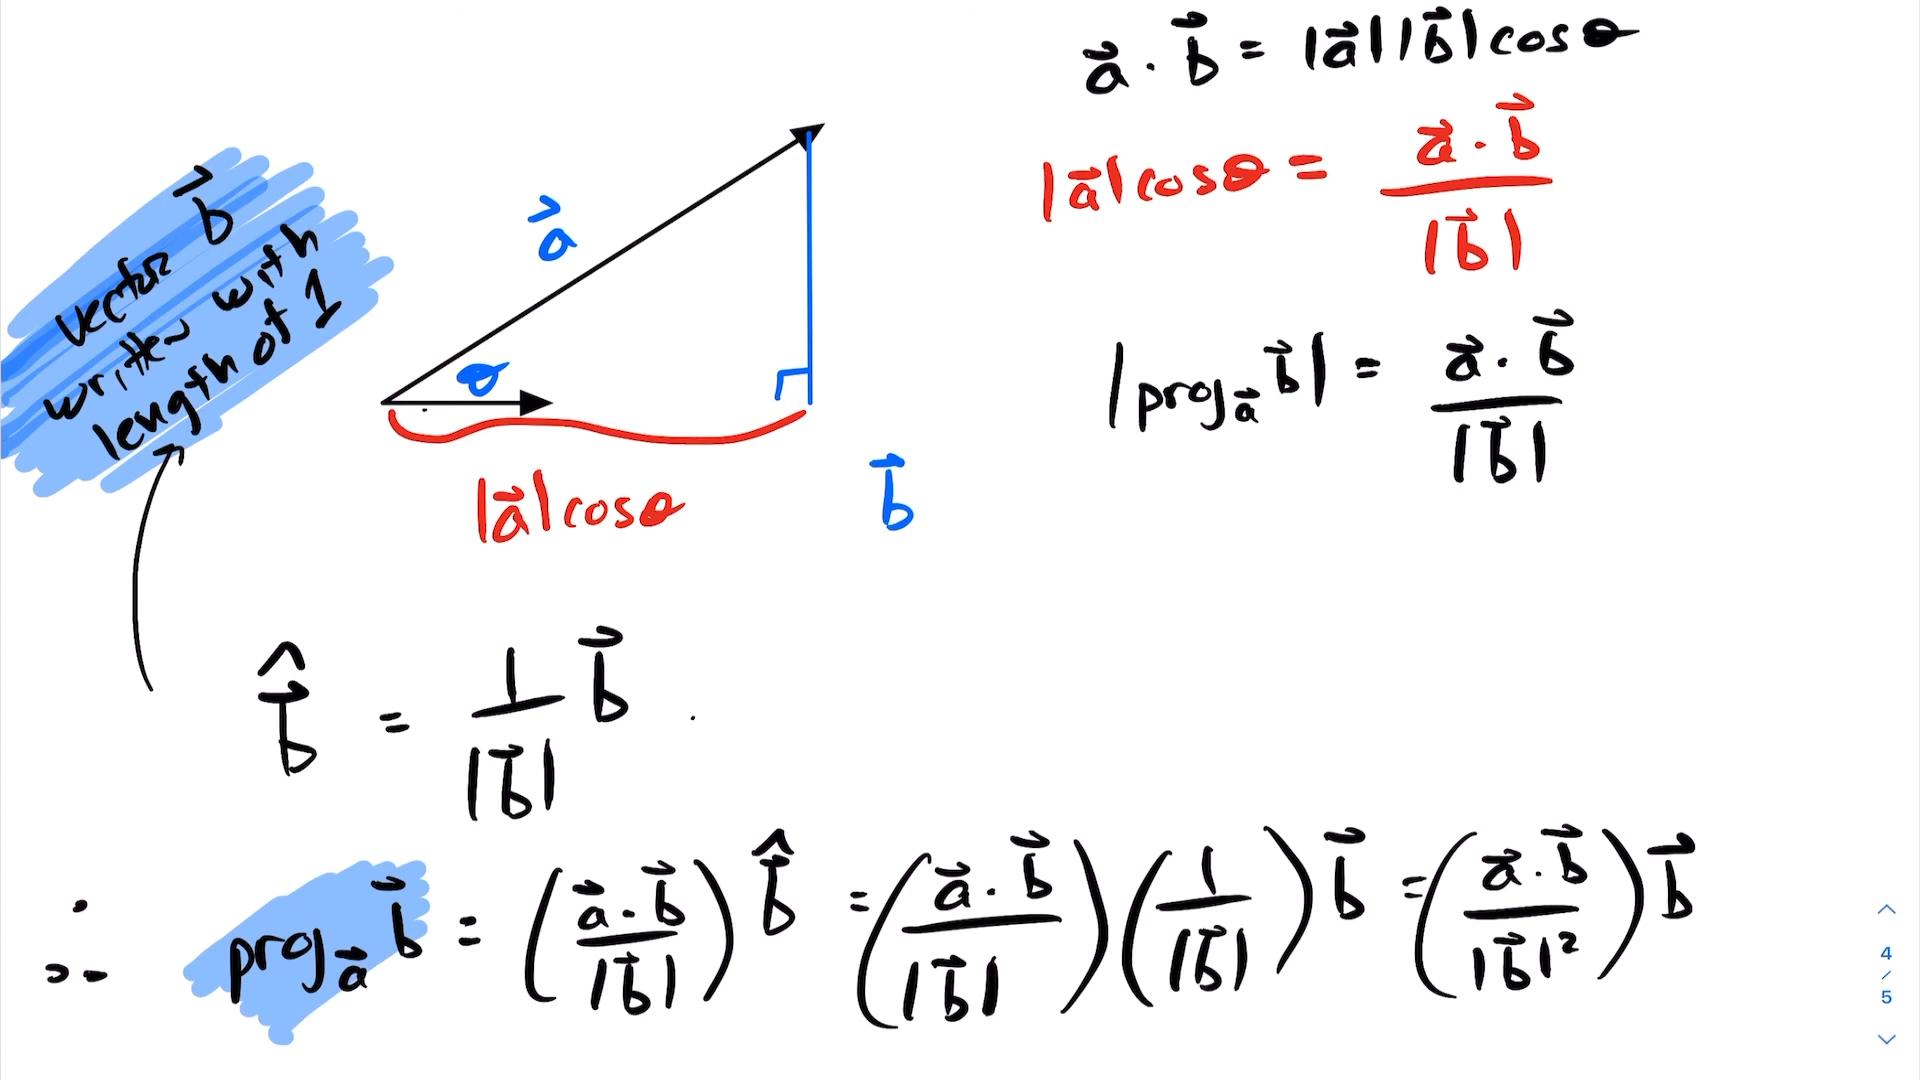 a⃗ · b⃗ = |a⃗||b⃗|cosθ
|a⃗|cosθ = (a⃗ · b⃗) / |b⃗|
vector b⃗
written with
length of 1
a⃗
θ
|a⃗|cosθ
b⃗
|proj_a⃗ b⃗| = (a⃗ · b⃗) / |b⃗|
b⃗̂ = 1/|b⃗| b⃗
∴ proj_a⃗ b⃗ = (a⃗ · b⃗ / |b⃗|) b⃗̂ = (a⃗ · b⃗ / |b⃗|)(1 / |b⃗|) b⃗ = (a⃗ · b⃗ / |b⃗|²) b⃗
4
/
5